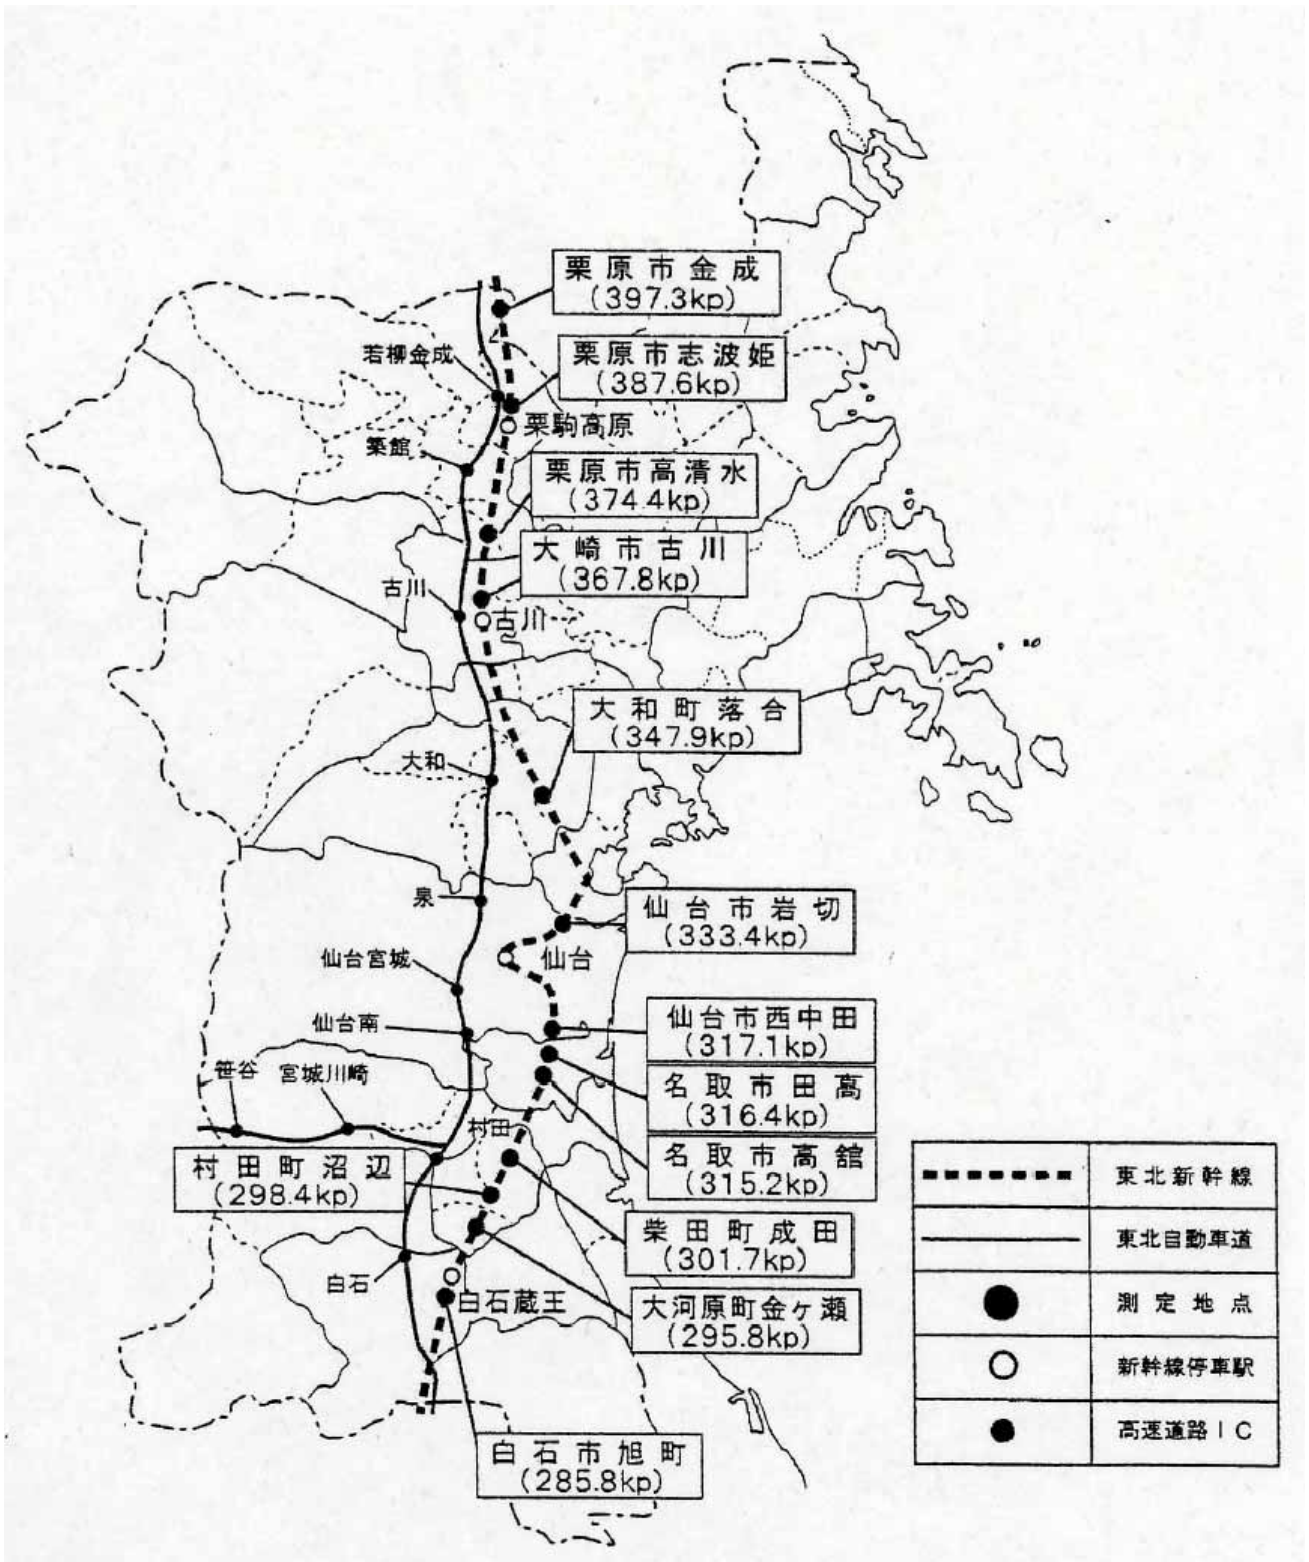 栗原市金成
(397.3kp)
若柳金成
栗原市志波姫
(387.6kp)
栗駒高原
築館
栗原市高清水
(374.4kp)
大崎市古川
(367.8kp)
古川
古川
大和町落合
(347.9kp)
大和
泉
仙台市岩切
(333.4kp)
仙台宮城
仙台
仙台南
仙台市西中田
(317.1kp)
笹谷
宮城川崎
名取市田高
(316.4kp)
村田
名取市高舘
(315.2kp)
村田町沼辺
(298.4kp)
柴田町成田
(301.7kp)
白石
白石蔵王
大河原町金ヶ瀬
(295.8kp)
白石市旭町
(285.8kp)
東北新幹線
東北自動車道
測定地点
新幹線停車駅
高速道路IC